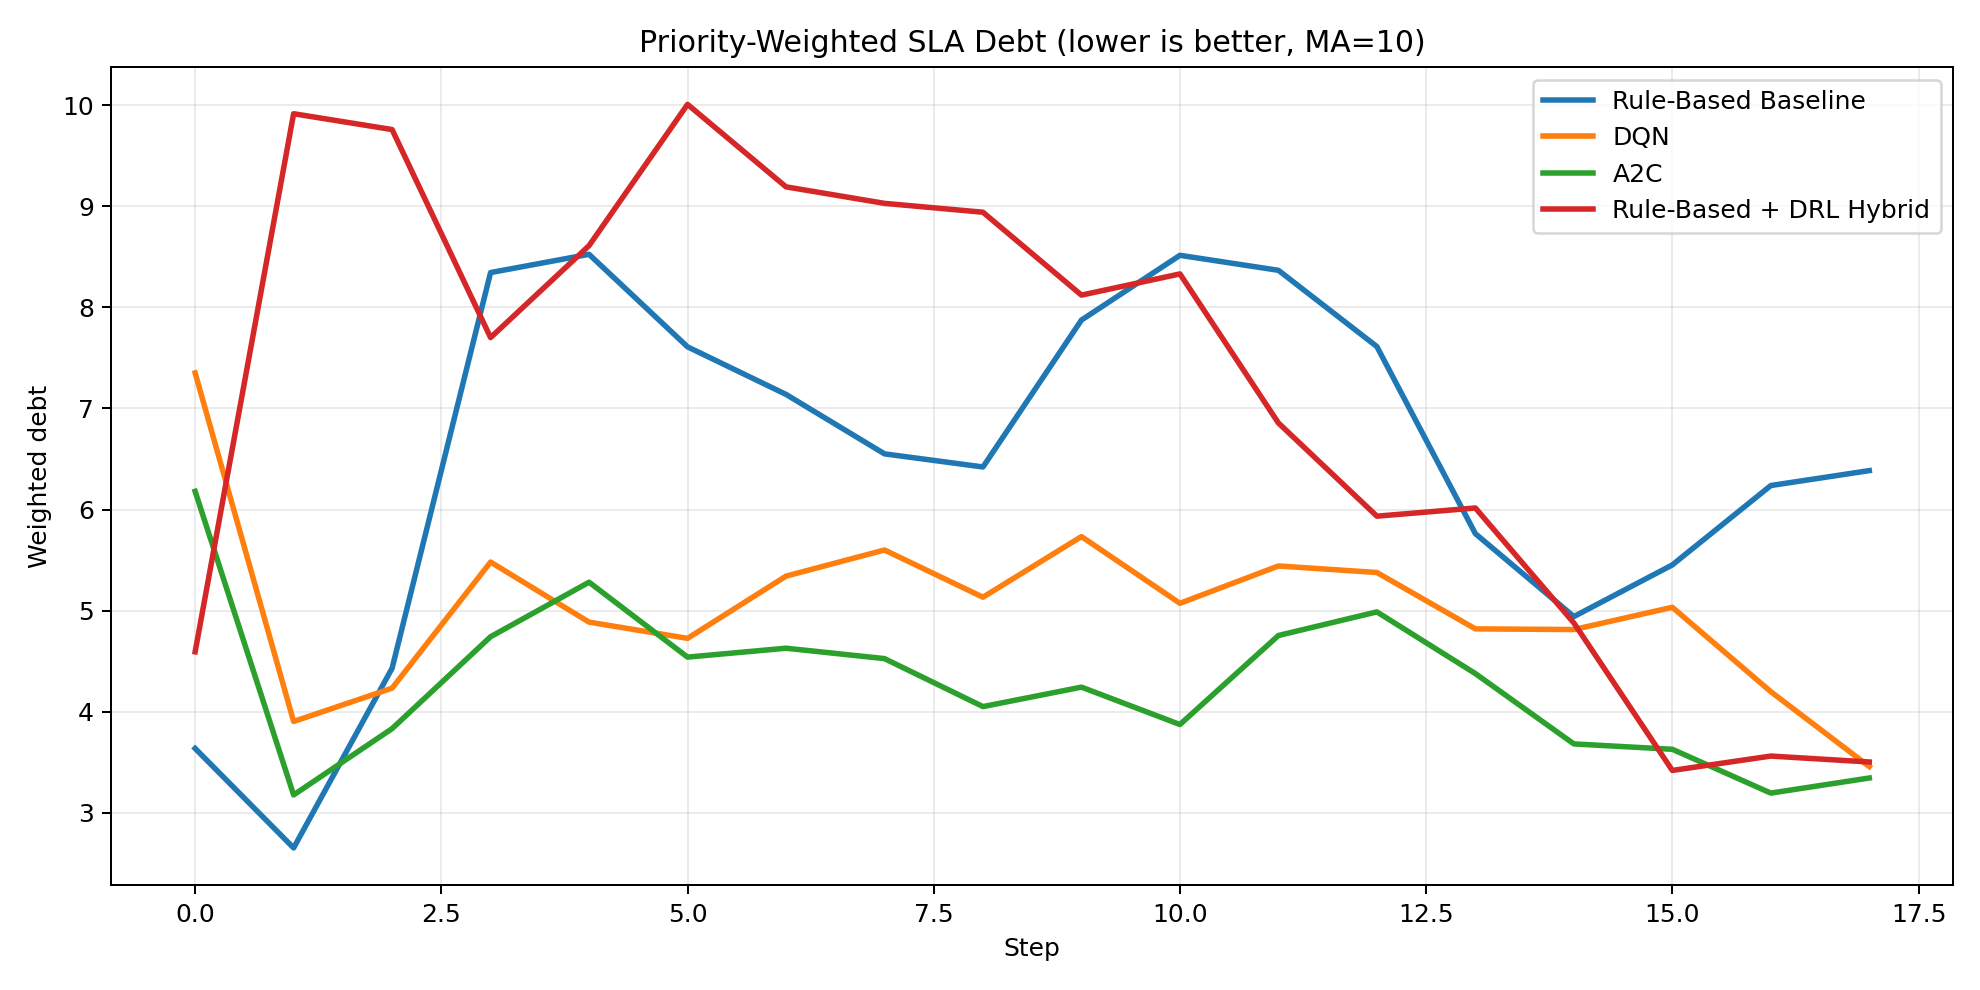 Priority-Weighted SLA Debt (lower is better, MA=10)
Rule-Based Baseline
DQN
A2C
Rule-Based + DRL Hybrid
Weighted debt
10
9
8
7
6
5
4
3
0.0 2.5 5.0 7.5 10.0 12.5 15.0 17.5
Step